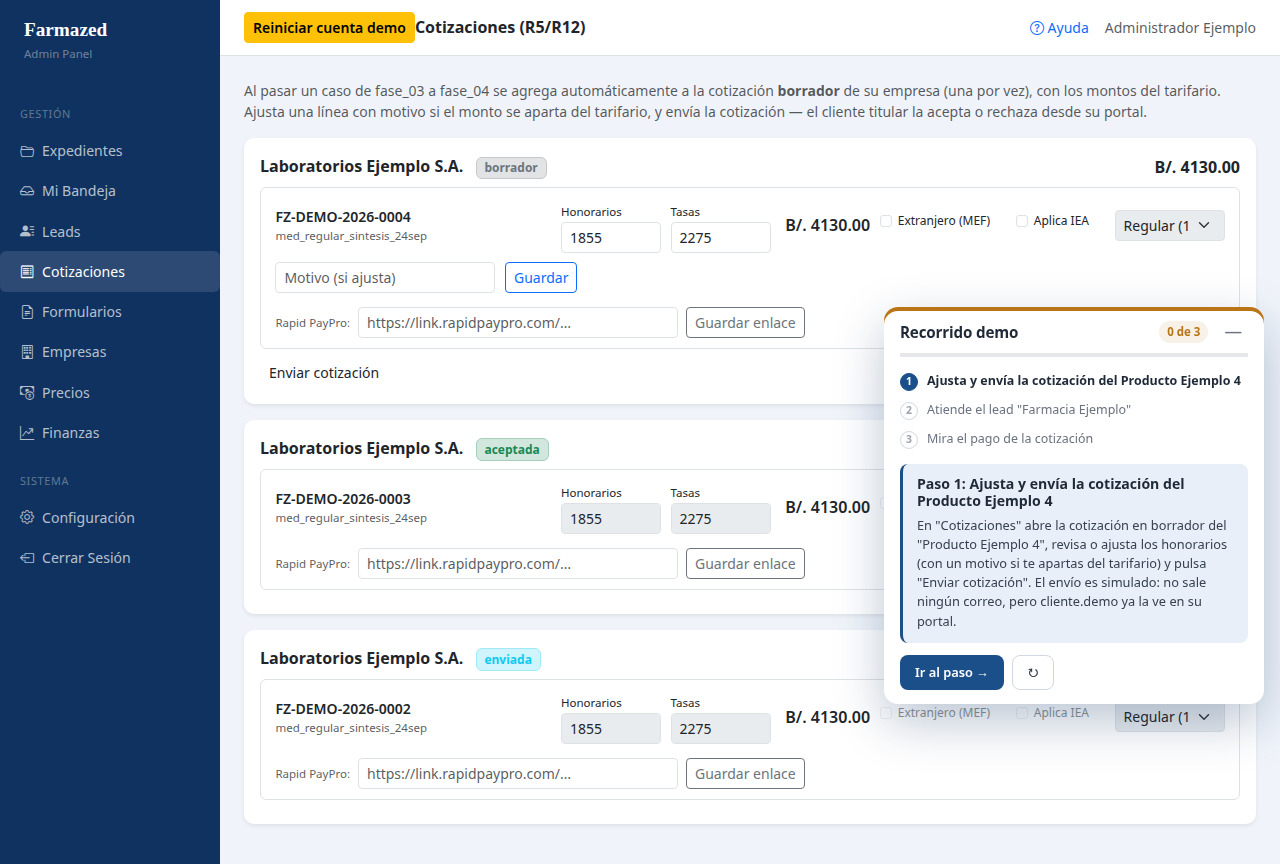 Farmazed
Admin Panel
GESTIÓN
Expedientes
Mi Bandeja
Leads
Cotizaciones
Formularios
Empresas
Precios
Finanzas
SISTEMA
Configuración
Cerrar Sesión
Reiniciar cuenta demo
Cotizaciones (R5/R12)
Ayuda
Administrador Ejemplo
Al pasar un caso de fase_03 a fase_04 se agrega automáticamente a la cotización borrador de su empresa (una por vez), con los montos del tarifario.
Ajusta una línea con motivo si el monto se aparta del tarifario, y envía la cotización — el cliente titular la acepta o rechaza desde su portal.
Laboratorios Ejemplo S.A. borrador B/. 4130.00
FZ-DEMO-2026-0004
med_regular_sintesis_24sep
Honorarios
1855
Tasas
2275
B/. 4130.00
Extranjero (MEF)
Aplica IEA
Regular (1
Motivo (si ajusta)
Guardar
Rapid PayPro:
https://link.rapidpaypro.com/...
Guardar enlace
Enviar cotización
Laboratorios Ejemplo S.A. aceptada
FZ-DEMO-2026-0003
med_regular_sintesis_24sep
Honorarios
1855
Tasas
2275
B/. 4130.00
Rapid PayPro:
https://link.rapidpaypro.com/...
Guardar enlace
Laboratorios Ejemplo S.A. enviada
FZ-DEMO-2026-0002
med_regular_sintesis_24sep
Honorarios
1855
Tasas
2275
B/. 4130.00
Extranjero (MEF)
Aplica IEA
Regular (1
Rapid PayPro:
https://link.rapidpaypro.com/...
Guardar enlace
Recorrido demo
0 de 3
1 Ajusta y envía la cotización del Producto Ejemplo 4
2 Atiende el lead "Farmacia Ejemplo"
3 Mira el pago de la cotización
Paso 1: Ajusta y envía la cotización del
Producto Ejemplo 4
En "Cotizaciones" abre la cotización en borrador del
"Producto Ejemplo 4", revisa o ajusta los honorarios
(con un motivo si te apartas del tarifario) y pulsa
"Enviar cotización". El envío es simulado: no sale
ningún correo, pero cliente.demo ya la ve en su
portal.
Ir al paso →
↻